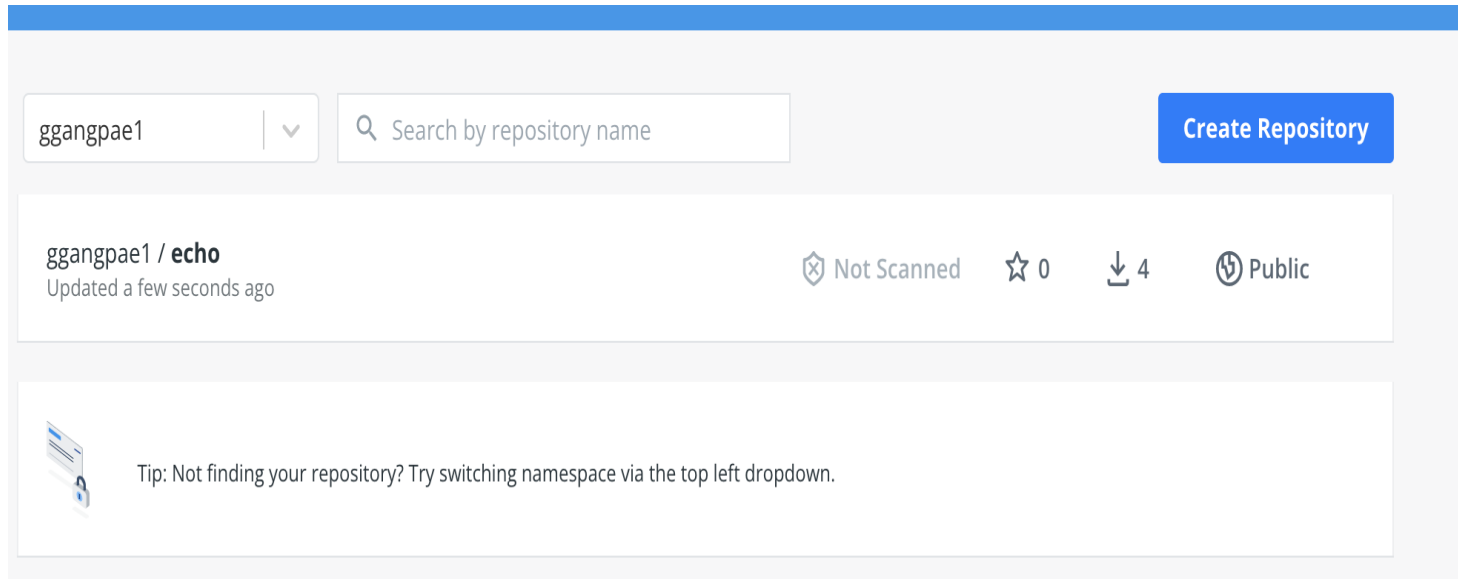 ggangpae1
Search by repository name
Create Repository
ggangpae1 / echo
Updated a few seconds ago
Not Scanned
0
4
Public
Tip: Not finding your repository? Try switching namespace via the top left dropdown.